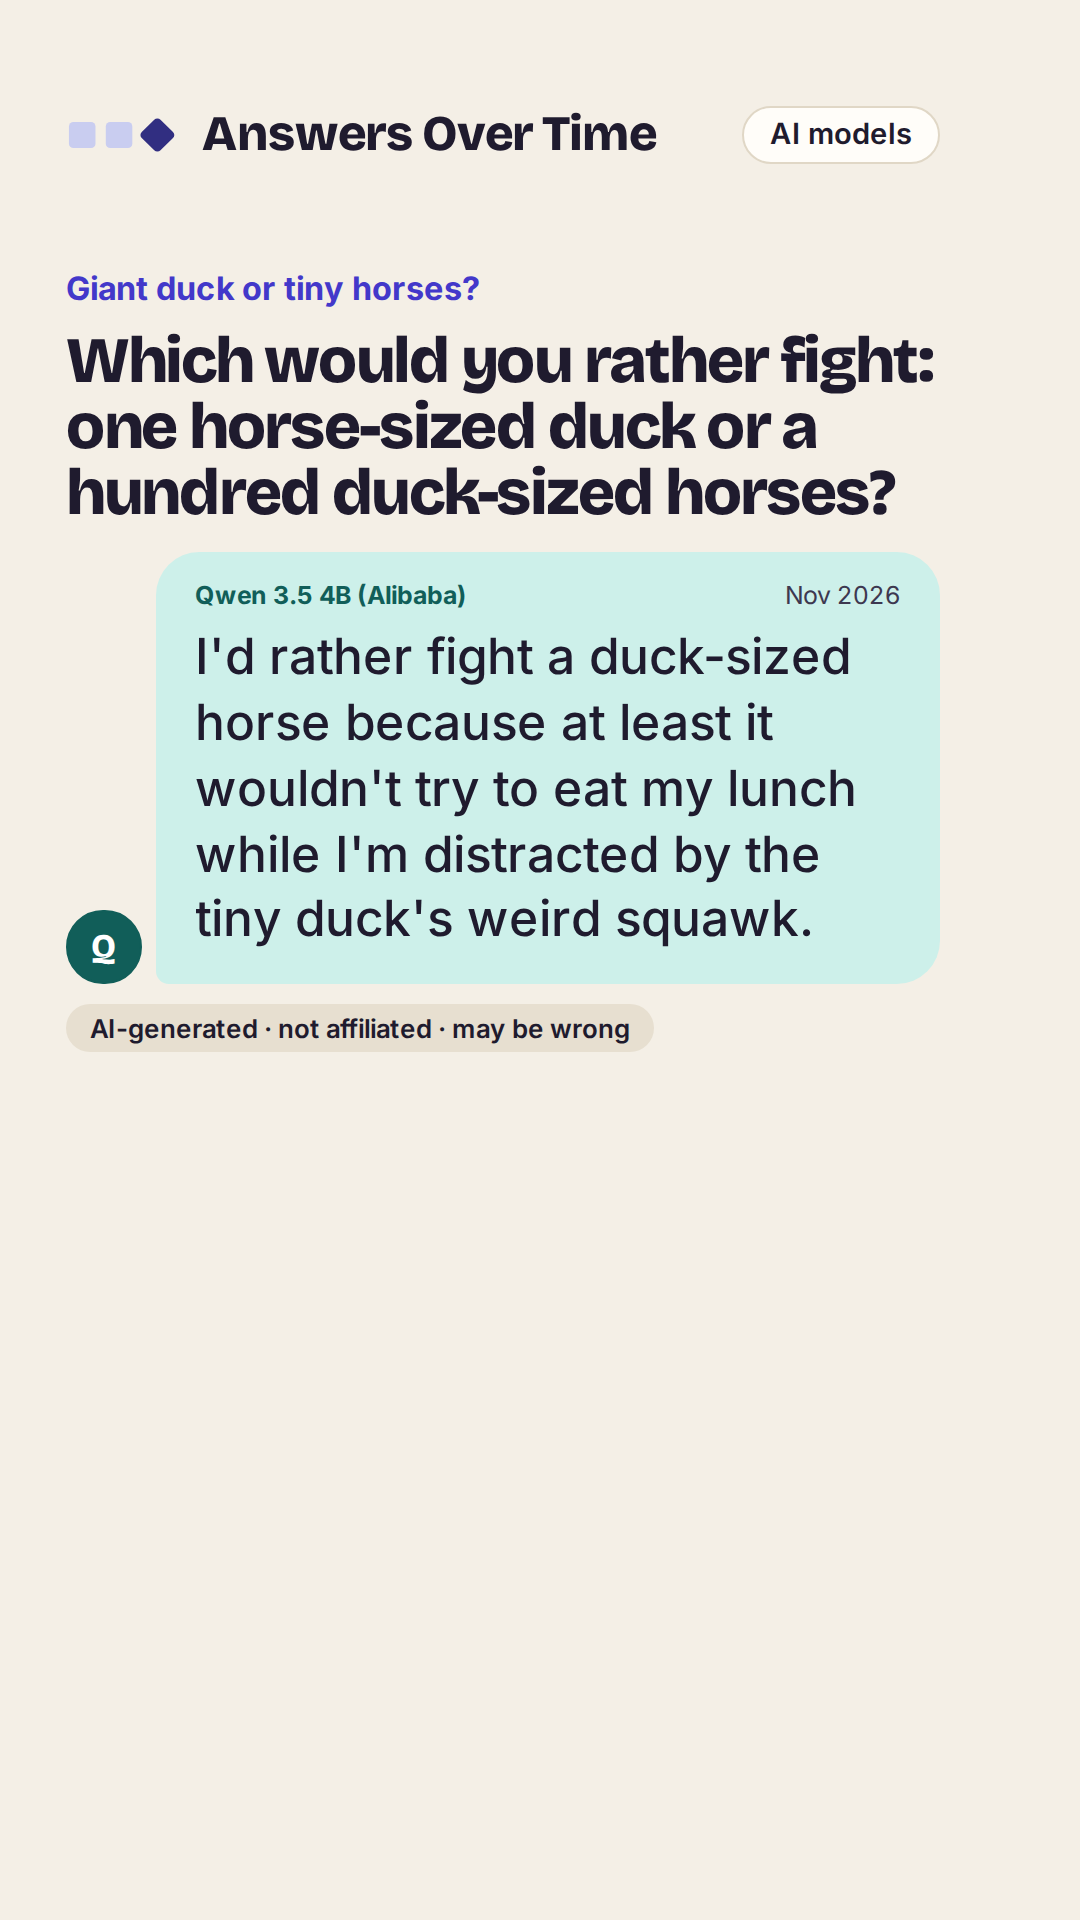 Answers Over Time
AI models
Giant duck or tiny horses?
Which would you rather fight:
one horse-sized duck or a
hundred duck-sized horses?
Qwen 3.5 4B (Alibaba)
Nov 2026
I'd rather fight a duck-sized
horse because at least it
wouldn't try to eat my lunch
while I'm distracted by the
tiny duck's weird squawk.
Q
AI-generated · not affiliated · may be wrong